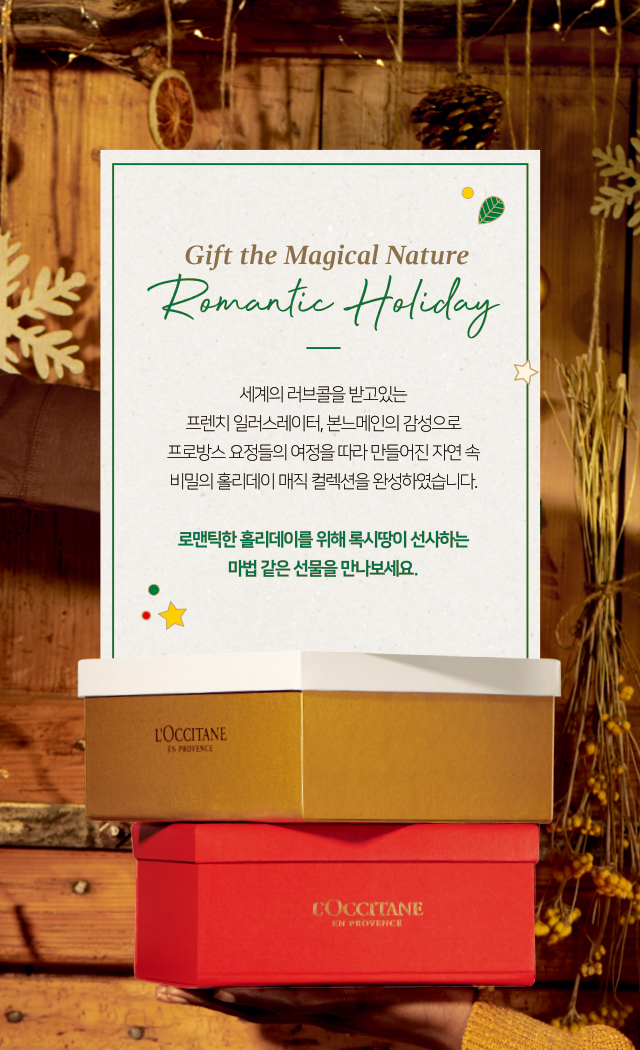 Gift the Magical Nature
Romantic Holiday
세계의 러브콜을 받고있는
프렌치 일러스레이터, 본느메인의 감성으로
프로방스 요정들의 여정을 따라 만들어진 자연 속
비밀의 홀리데이 매직 컬렉션을 완성하였습니다.
로맨틱한 홀리데이를 위해 록시땅이 선사하는
마법 같은 선물을 만나보세요.
L'OCCITANE
EN PROVENCE
L'OCCITANE
EN PROVENCE